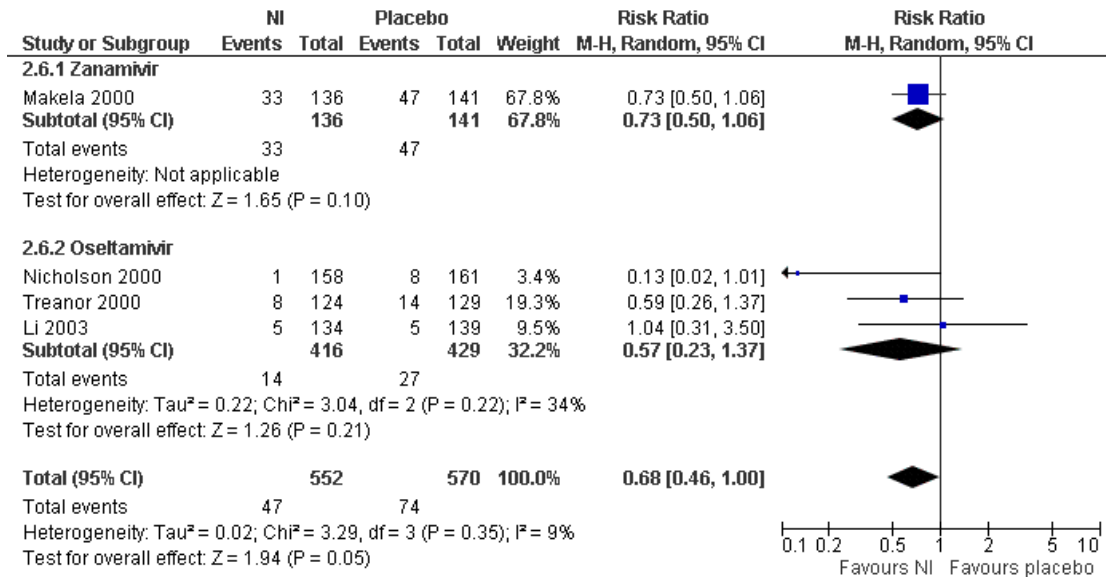 NI Placebo Risk Ratio Risk Ratio
Study or Subgroup Events Total Events Total Weight M-H, Random, 95% CI M-H, Random, 95% CI
2.6.1 Zanamivir
Makela 2000 33 136 47 141 67.8% 0.73 [0.50, 1.06]
Subtotal (95% CI) 136 141 67.8% 0.73 [0.50, 1.06]
Total events 33 47
Heterogeneity: Not applicable
Test for overall effect: Z = 1.65 (P = 0.10)
2.6.2 Oseltamivir
Nicholson 2000 1 158 8 161 3.4% 0.13 [0.02, 1.01]
Treanor 2000 8 124 14 129 19.3% 0.59 [0.26, 1.37]
Li 2003 5 134 5 139 9.5% 1.04 [0.31, 3.50]
Subtotal (95% CI) 416 429 32.2% 0.57 [0.23, 1.37]
Total events 14 27
Heterogeneity: Tau² = 0.22; Chi² = 3.04, df = 2 (P = 0.22); I² = 34%
Test for overall effect: Z = 1.26 (P = 0.21)
Total (95% CI) 552 570 100.0% 0.68 [0.46, 1.00]
Total events 47 74
Heterogeneity: Tau² = 0.02; Chi² = 3.29, df = 3 (P = 0.35); I² = 9%
Test for overall effect: Z = 1.94 (P = 0.05)
0.1 0.2 0.5 1 2 5 10
Favours NI Favours placebo